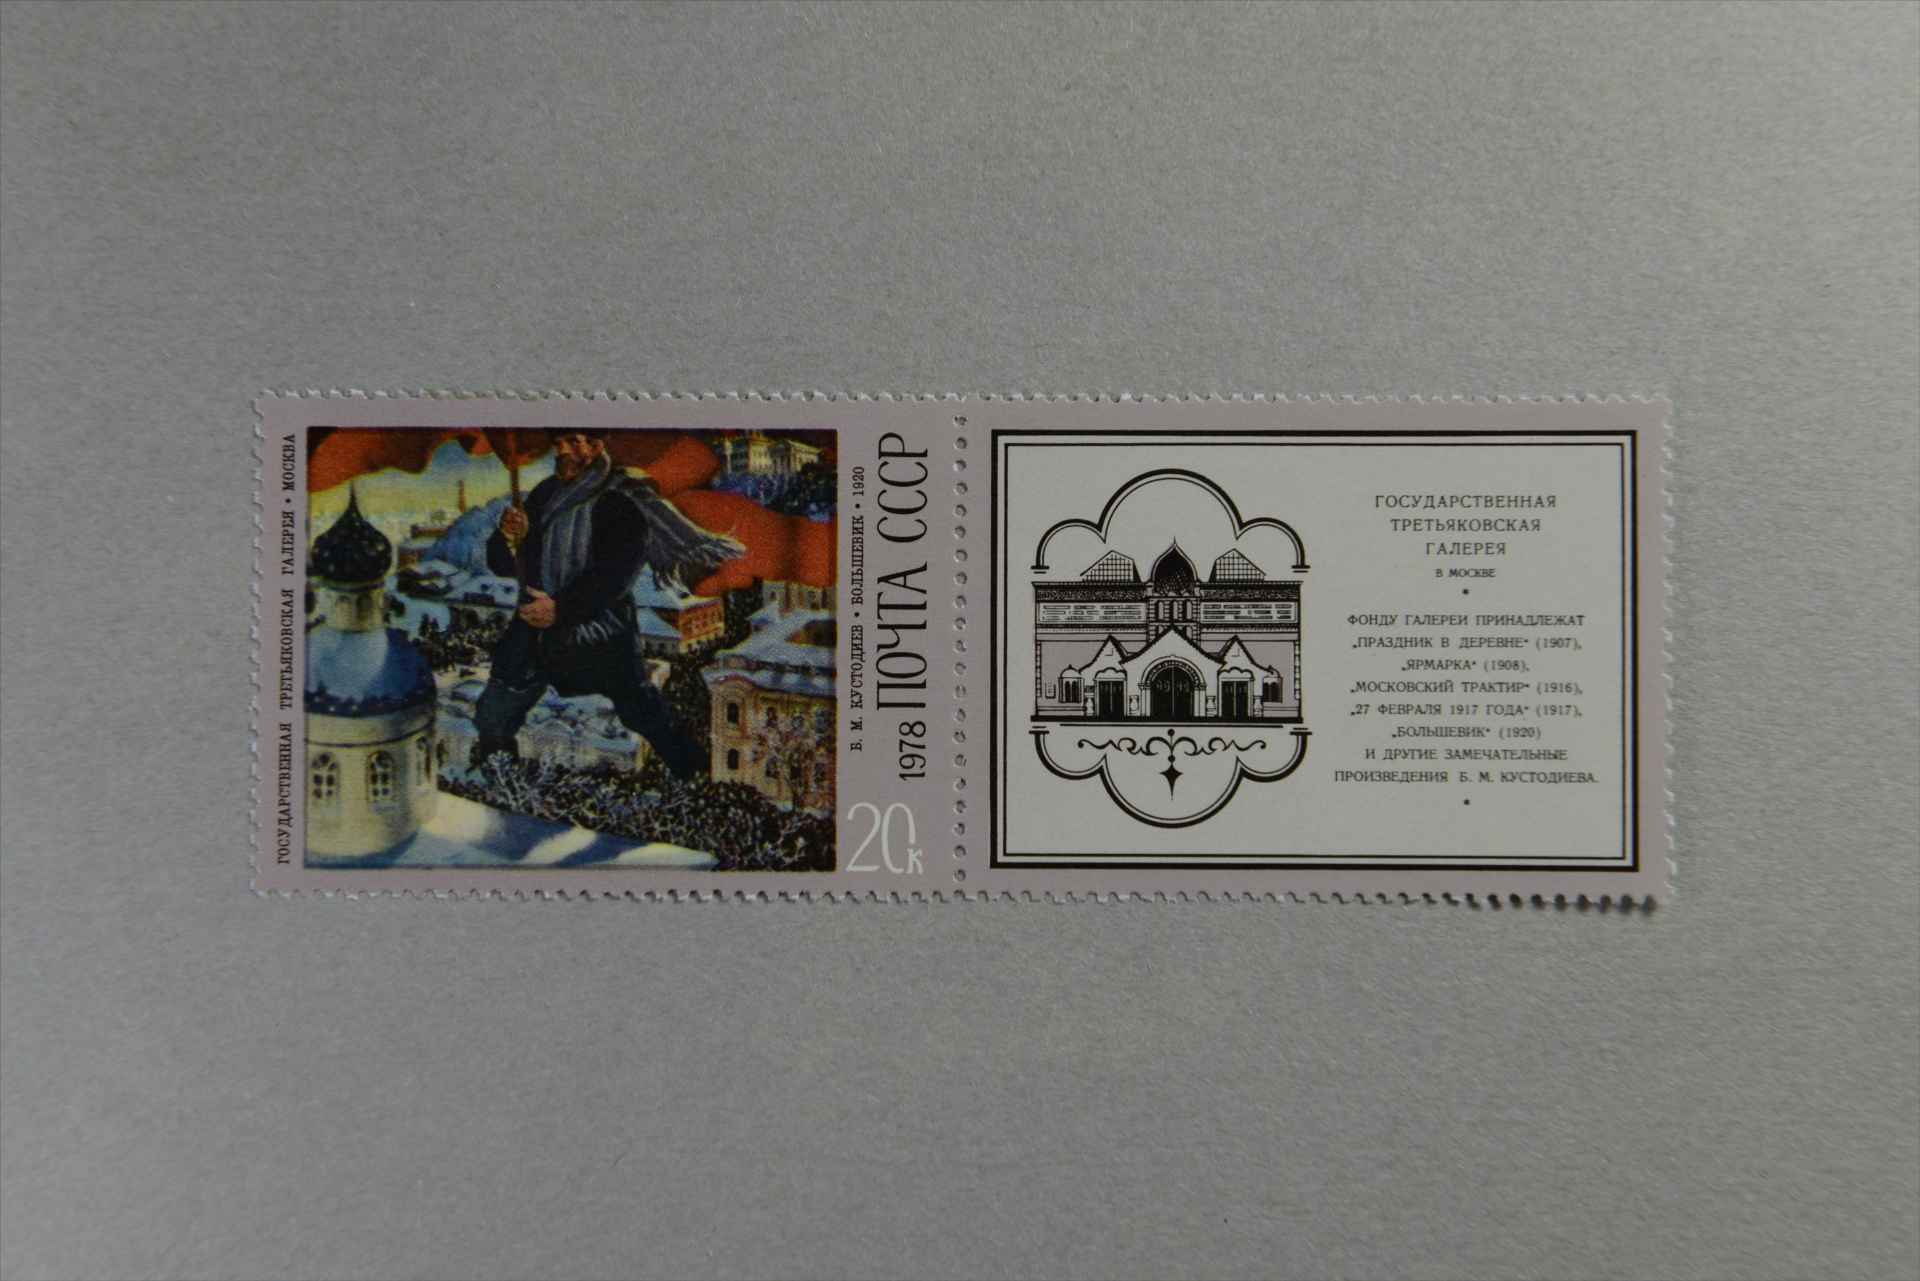 ГОСУДАРСТВЕННАЯ ТРЕТЬЯКОВСКАЯ ГАЛЕРЕЯ • МОСКВА
Б. М. КУСТОДИЕВ • БОЛЬШЕВИК • 1920
1978 ПОЧТА СССР
20к
ГОСУДАРСТВЕННАЯ
ТРЕТЬЯКОВСКАЯ
ГАЛЕРЕЯ
В МОСКВЕ
*
ФОНДУ ГАЛЕРЕИ ПРИНАДЛЕЖАТ
„ПРАЗДНИК В ДЕРЕВНЕ“ (1907),
„ЯРМАРКА“ (1908),
„МОСКОВСКИЙ ТРАКТИР“ (1916),
„27 ФЕВРАЛЯ 1917 ГОДА“ (1917),
„БОЛЬШЕВИК“ (1920)
И ДРУГИЕ ЗАМЕЧАТЕЛЬНЫЕ
ПРОИЗВЕДЕНИЯ Б. М. КУСТОДИЕВА.
*